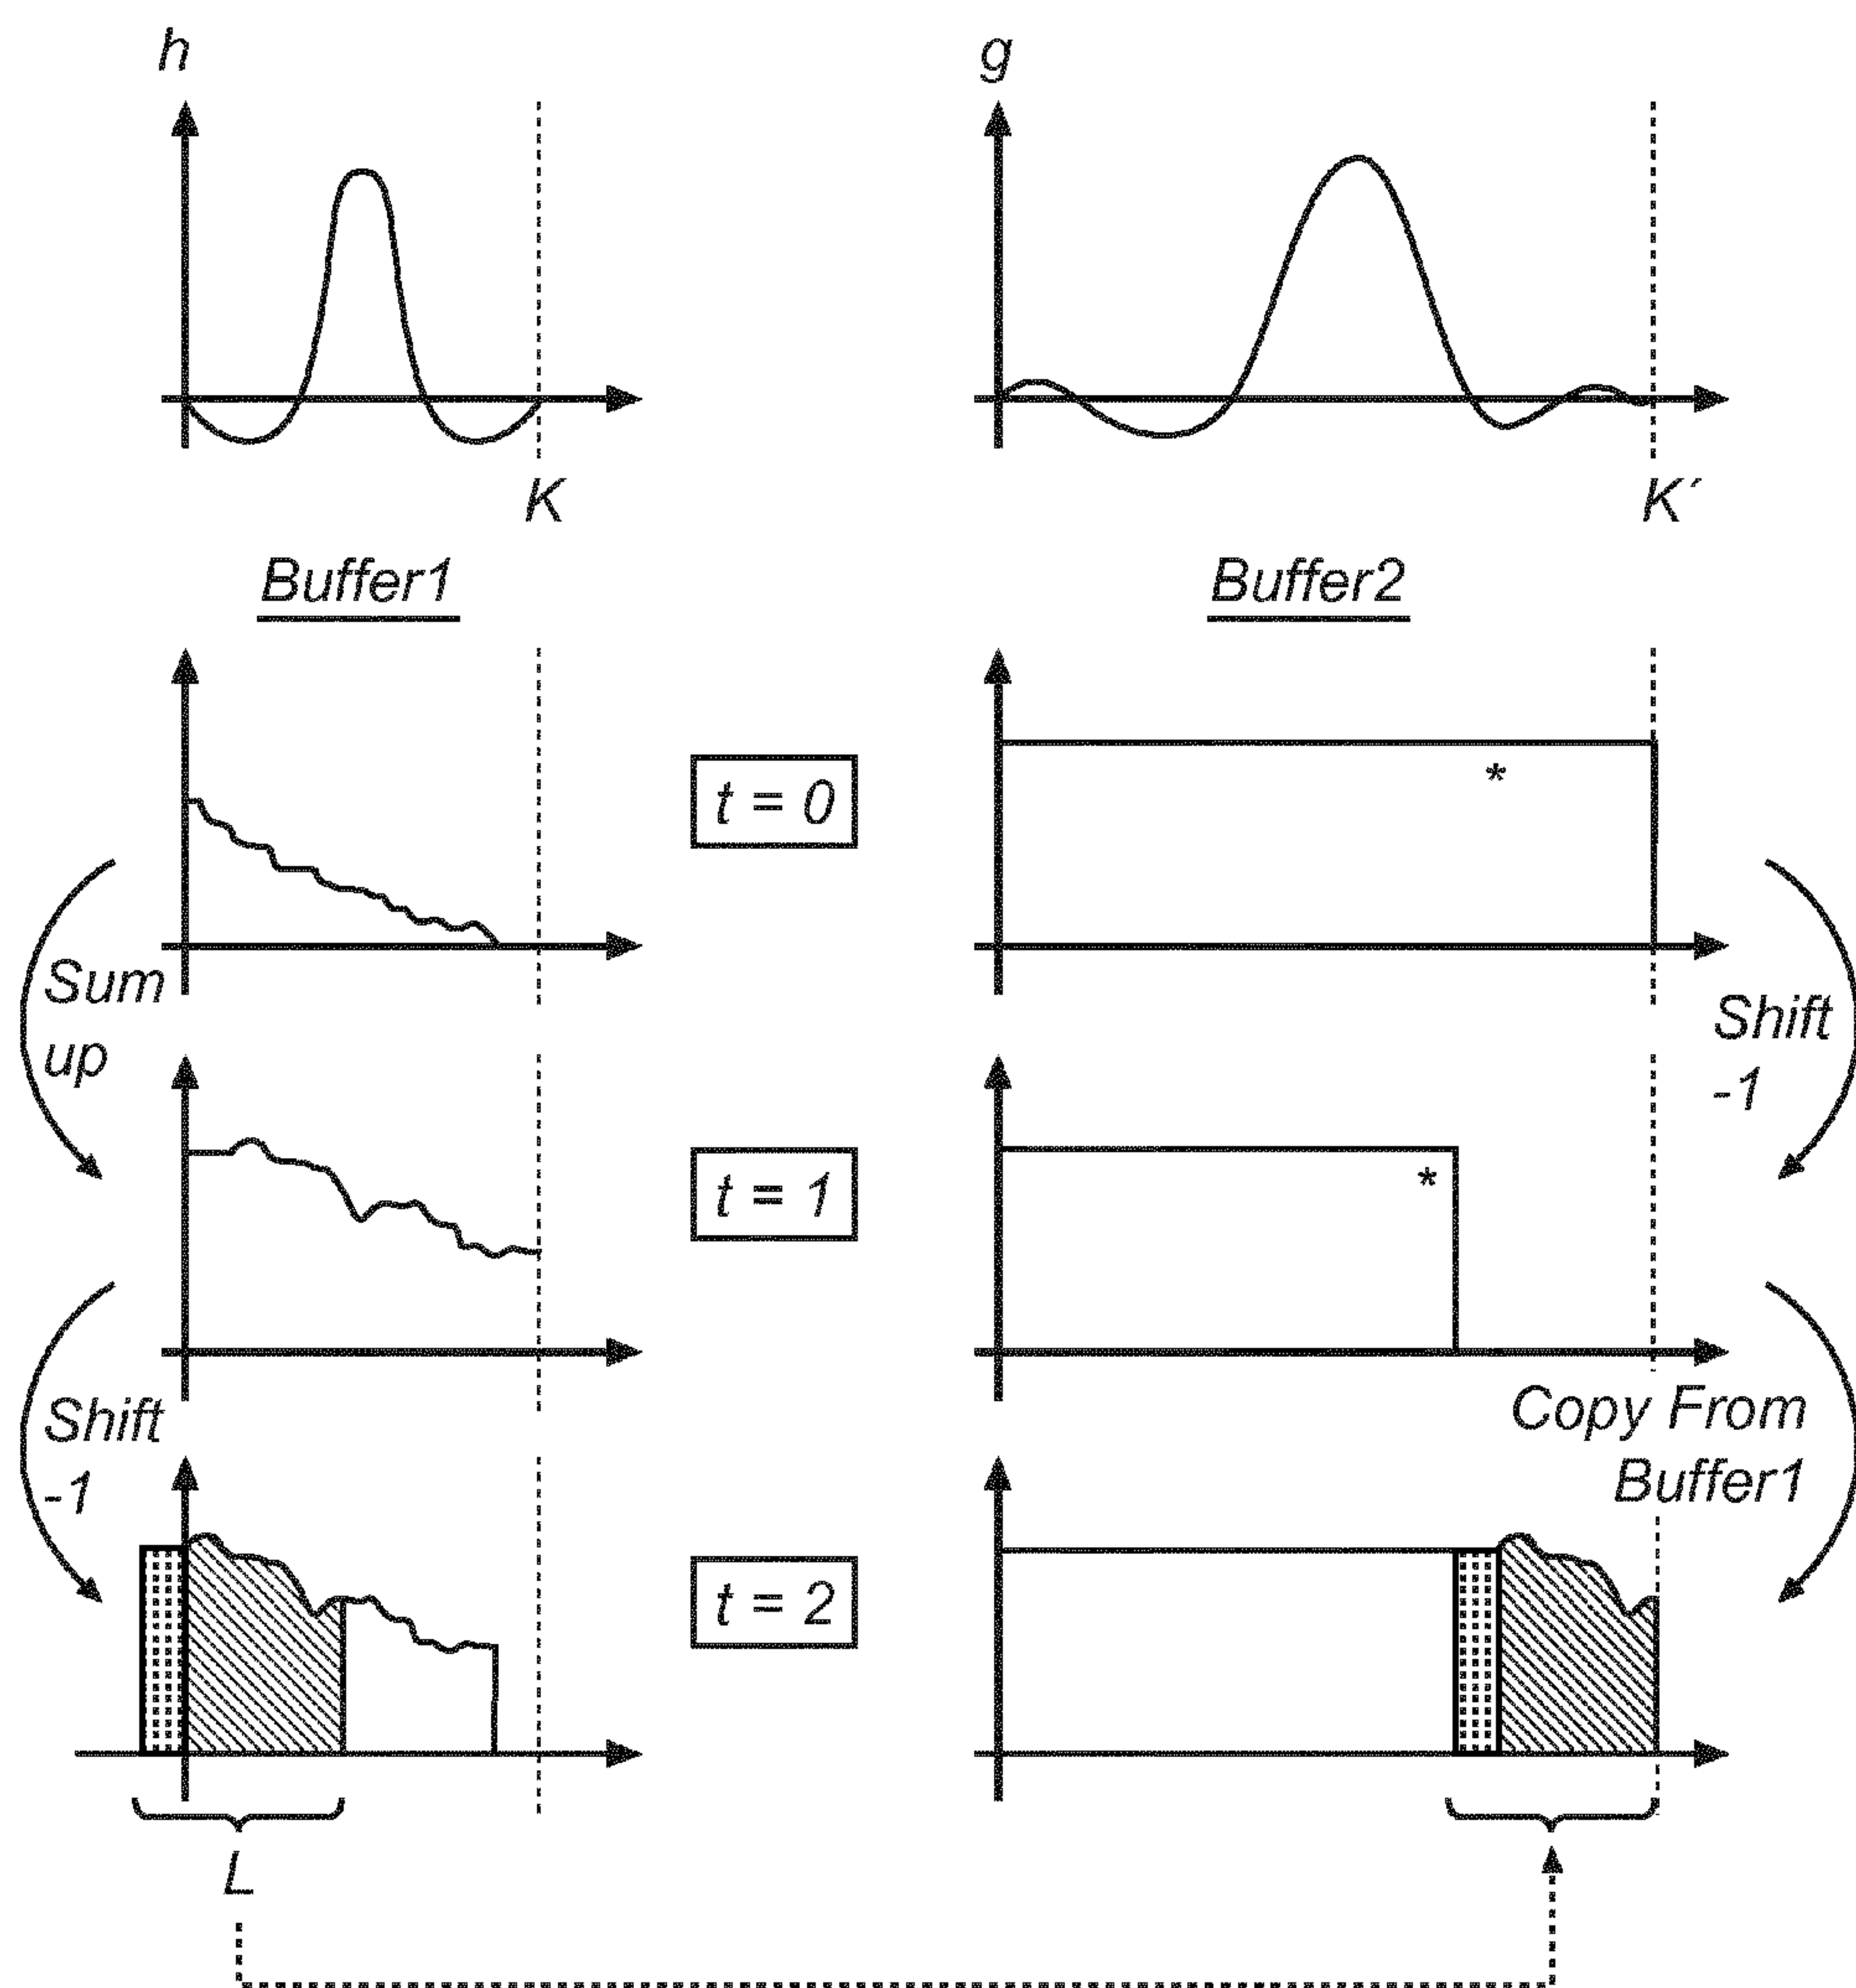 h
g
K
K´
Buffer1
Buffer2
t = 0
*
Sum
up
Shift
-1
t = 1
*
Shift
-1
Copy From
Buffer1
t = 2
L